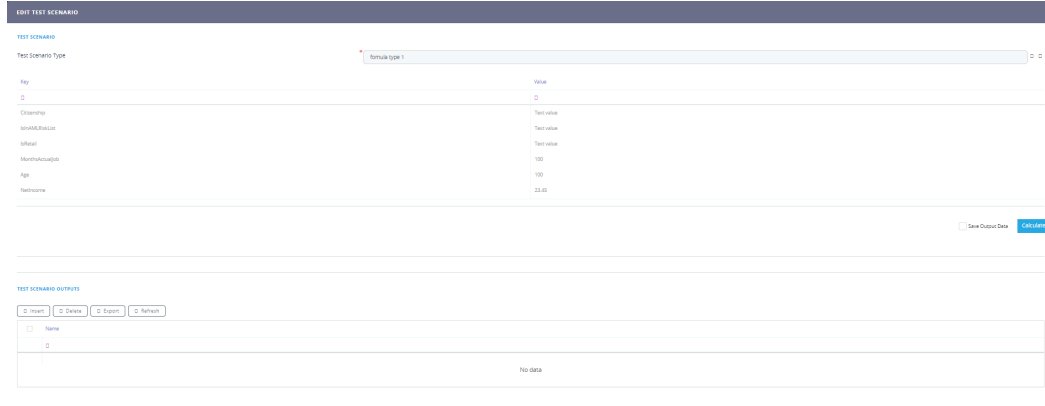 EDIT TEST SCENARIO
TEST SCENARIO
Test Scenario Type * fomula type 1
Key Value
Citizenship Text value
IsInAMLRiskList Text value
IsRetail Text value
MonthsActualJob 100
Age 100
NetIncome 23.45
Save Output Data Calculate
TEST SCENARIO OUTPUTS
Insert Delete Export Refresh
Name
No data